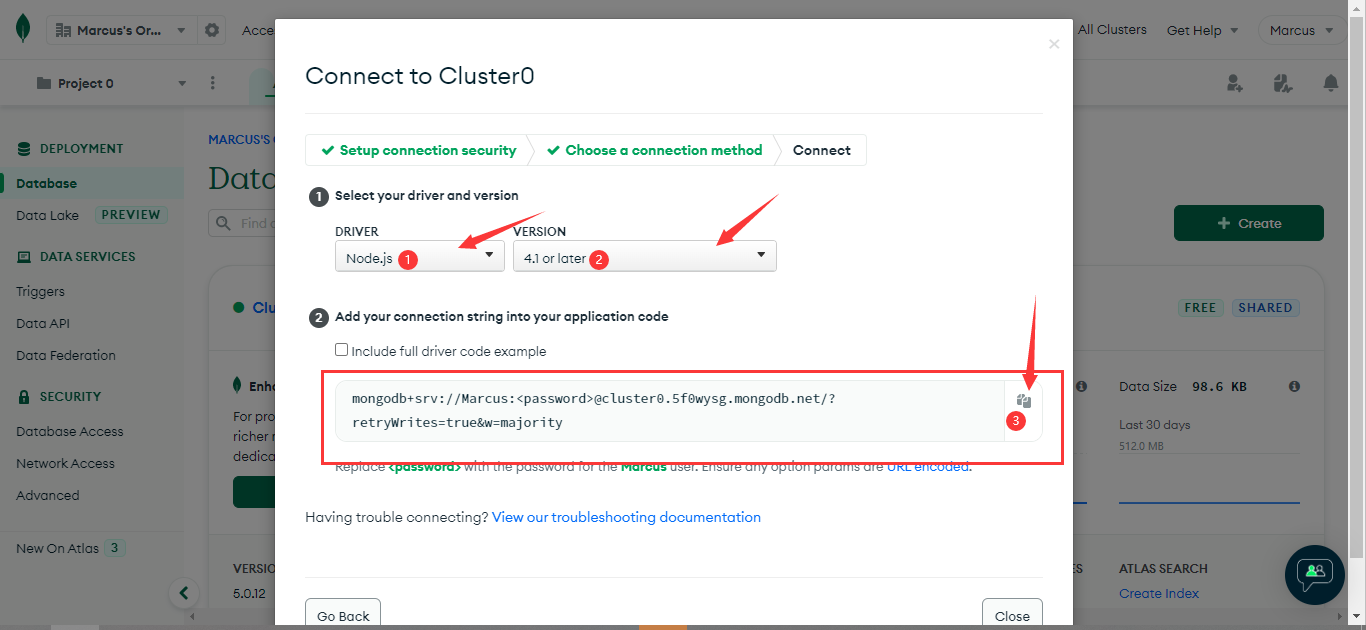 Marcus's Or...
Acce
All Clusters
Get Help
Marcus
Project 0
Connect to Cluster0
Setup connection security
Choose a connection method
Connect
DEPLOYMENT
Database
Data Lake PREVIEW
DATA SERVICES
Triggers
Data API
Data Federation
SECURITY
Database Access
Network Access
Advanced
New On Atlas 3
MARCUS'S
Data
Find
Create
Clu
FREE SHARED
Enha
For pro
richer
dedica
VERSIO
5.0.12
1 Select your driver and version
DRIVER VERSION
Node.js 1 4.1 or later 2
2 Add your connection string into your application code
Include full driver code example
mongodb+srv://Marcus:<password>@cluster0.5f0wysg.mongodb.net/?
retryWrites=true&w=majority
3
Replace <password> with the password for the Marcus user. Ensure any option params are URL encoded.
Having trouble connecting? View our troubleshooting documentation
Go Back
Close
Data Size 98.6 KB
Last 30 days
512.0 MB
ES
ATLAS SEARCH
Create Index